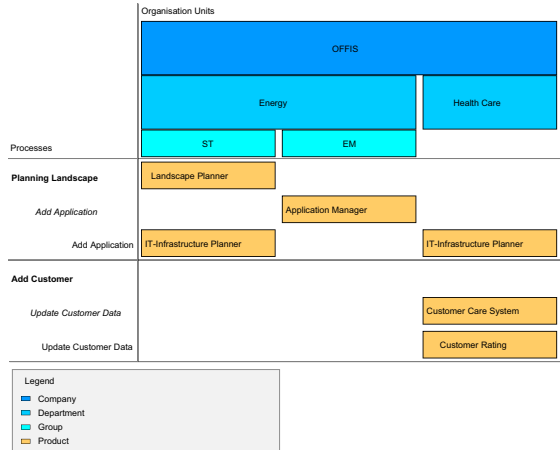 Organisation Units
OFFIS
Energy
Health Care
ST
EM
Processes
Planning Landscape
Landscape Planner
Add Application
Application Manager
Add Application
IT-Infrastructure Planner
IT-Infrastructure Planner
Add Customer
Update Customer Data
Customer Care System
Update Customer Data
Customer Rating
Legend
Company
Department
Group
Product